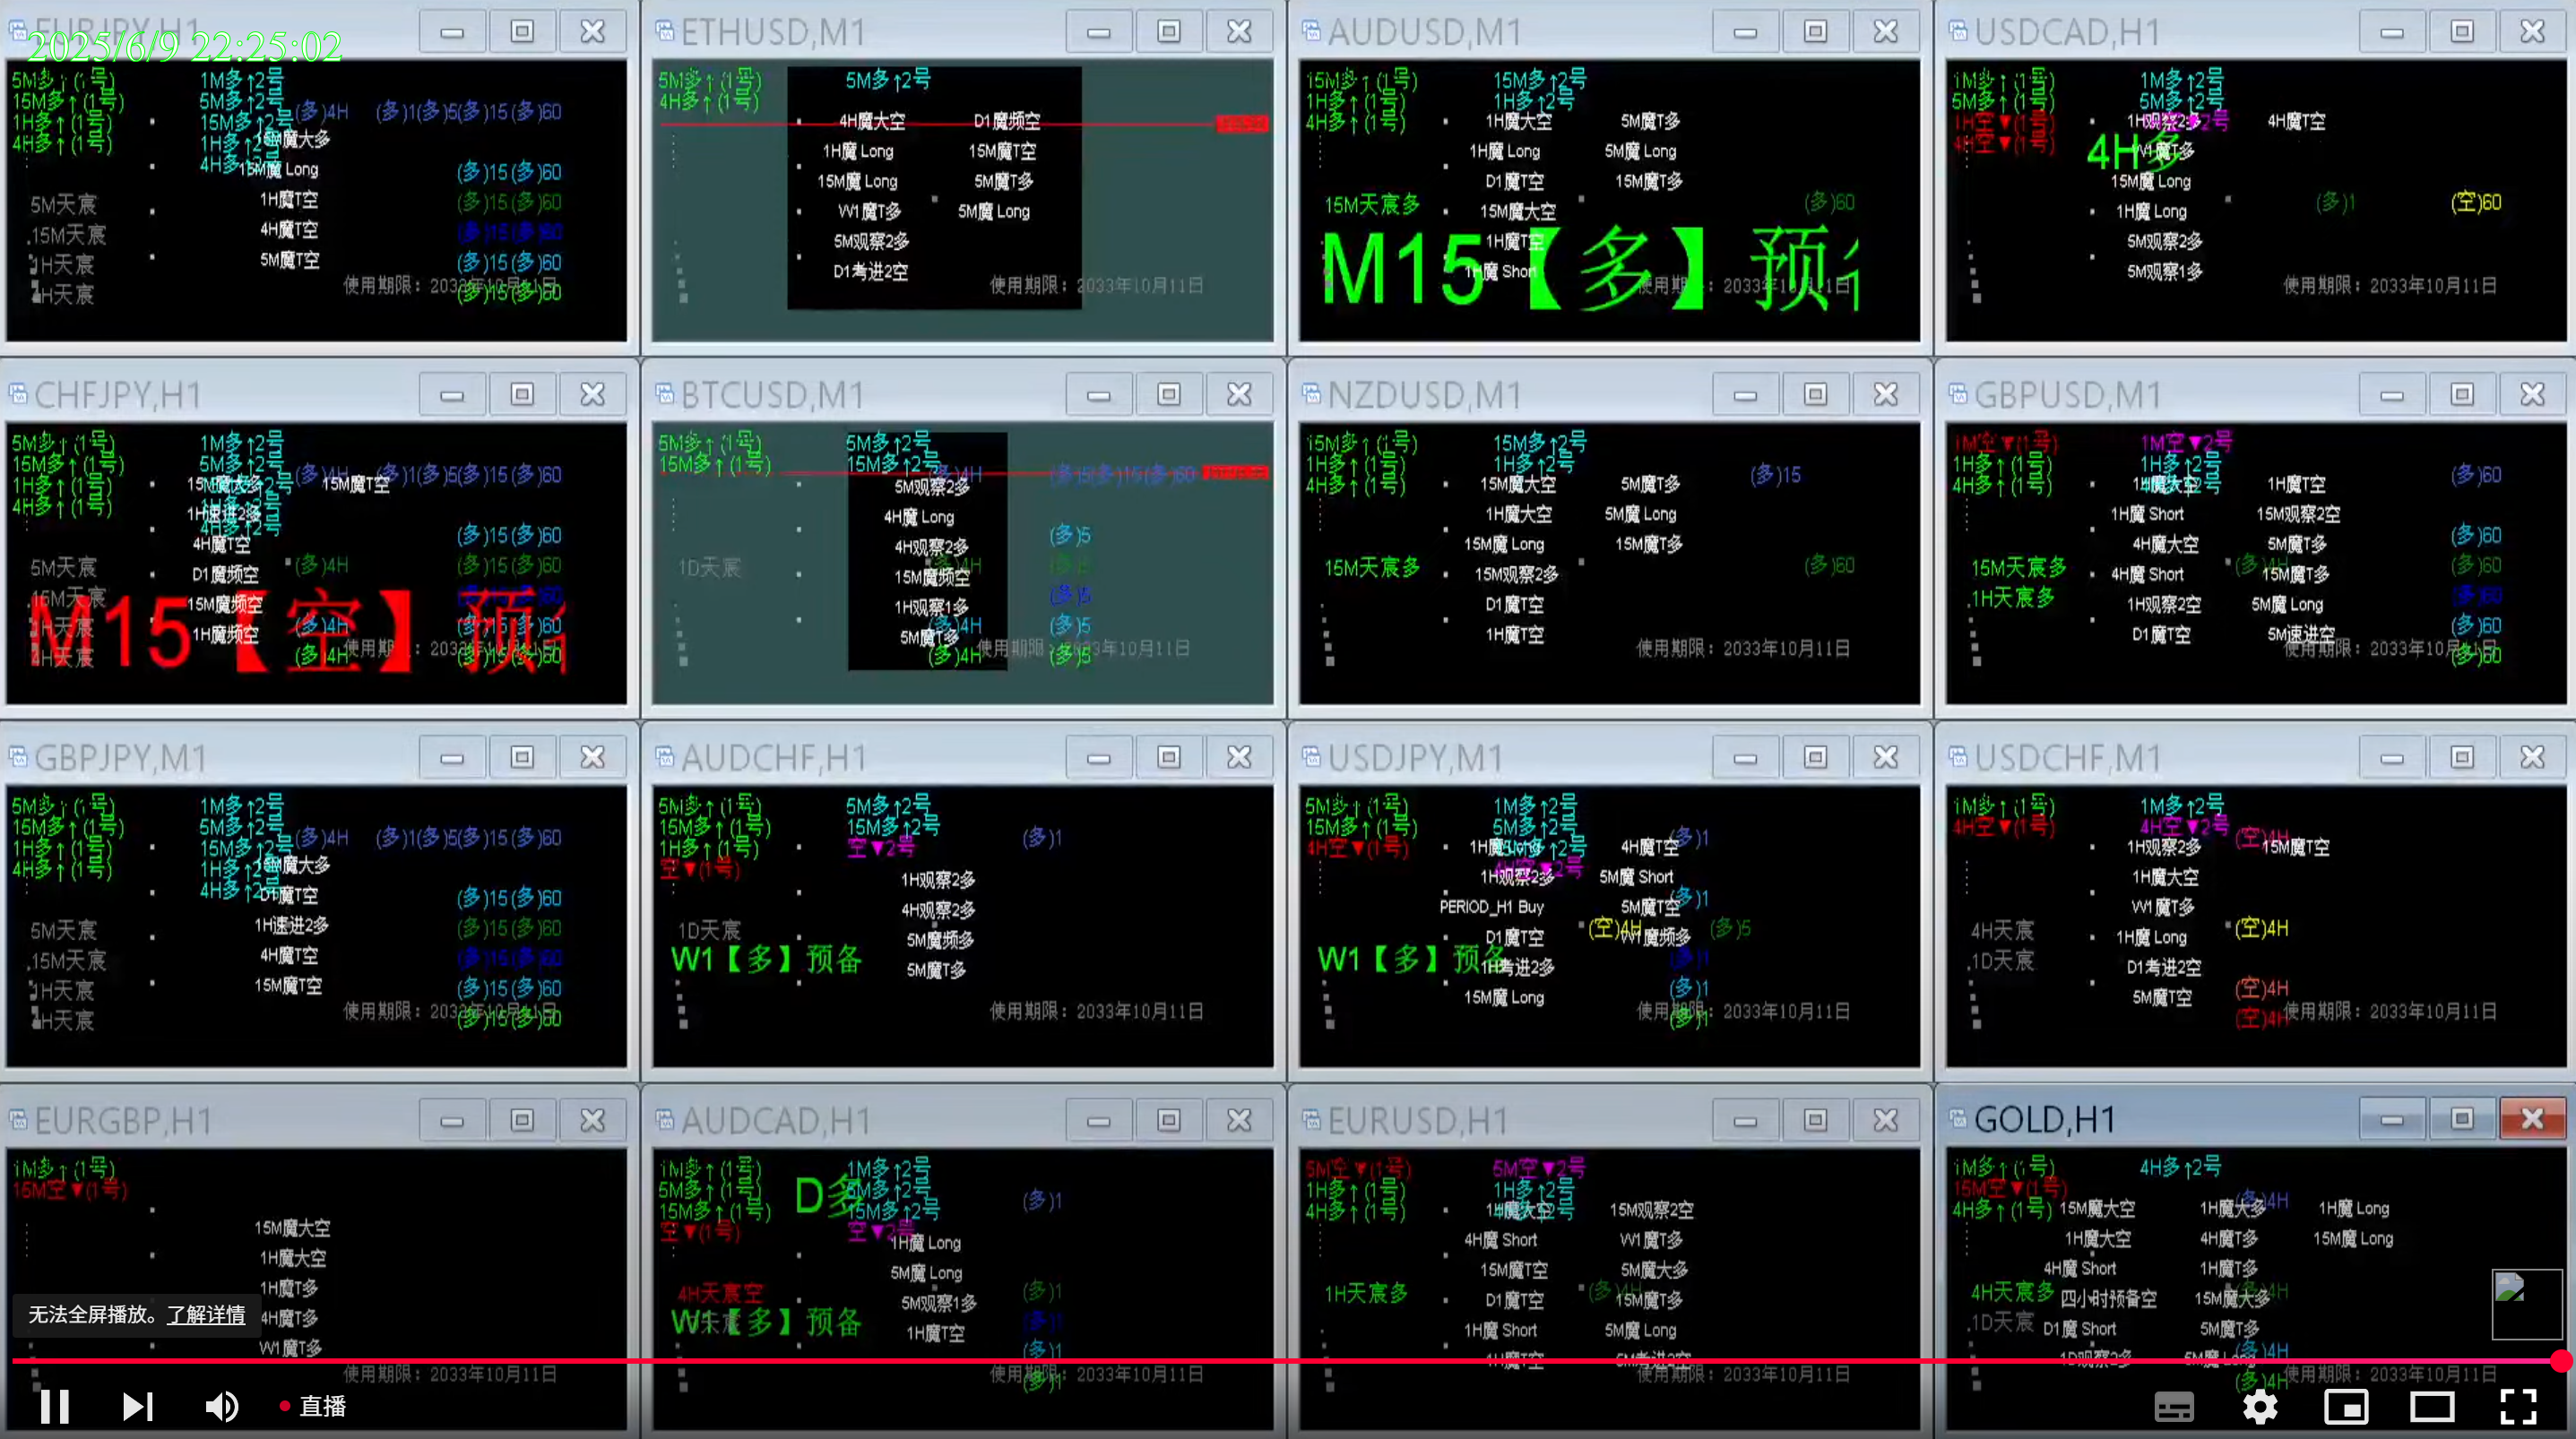 EURJPY,H1
2025/6/9 22:25:02
5M多↑(1号) 1M多↑2号
15M多↑(1号) 5M多↑2号 (多)4H (多)1(多)5(多)15(多)60
1H多↑(1号) 15M多↑2号
15M魔大多
4H多↑(1号) 1H多↑2号
4H多↑2号
15M魔 Long (多)15(多)60
5M天宸 1H魔T空 (多)15(多)60
15M天宸 4H魔T空 (多)15(多)60
1H天宸 5M魔T空 (多)15(多)60
4H天宸 使用期限：2033年10月11日 (多)15(多)60
ETHUSD,M1
5M多↑(1号) 5M多↑2号
4H多↑(1号)
4H魔大空 D1魔频空
1H魔 Long 15M魔T空
15M魔 Long 5M魔T多
W1魔T多 5M魔 Long
5M观察2多
D1考进2空
使用期限：2033年10月11日
AUDUSD,M1
15M多↑(1号) 15M多↑2号
1H多↑(1号) 1H多↑2号
4H多↑(1号) 1H魔大空 5M魔T多
1H魔 Long 5M魔 Long
D1魔T空 15M魔T多
15M天宸多 15M魔大空 (多)60
1H魔T空
M15【多】预
1H魔 Short
使用期限：2033年10月11日
USDCAD,H1
1M多↑(1号) 1M多↑2号
5M多↑(1号) 5M多↑2号
1H空▼(1号) 1H观察2多 4H魔T空
4H空▼(1号) 4H多 W1魔T多
15M魔 Long
1H魔 Long (多)1 (空)60
5M观察2多
5M观察1多
使用期限：2033年10月11日
CHFJPY,H1
5M多↑(1号) 1M多↑2号
15M多↑(1号) 5M多↑2号 (多)4H (多)1(多)5(多)15(多)60
1H多↑(1号) 15M魔大多 15M魔T空
4H多↑(1号) 1H速进2多
4H多↑2号 (多)15(多)60
4H魔T空
5M天宸 D1魔频空 (多)4H (多)15(多)60
15M天宸 15M魔频空
M15【空】预
1H天宸 1H魔频空 (多)4H (多)15(多)60
4H天宸 (多)4H 使用期限：2033年10月11日 (多)15(多)60
BTCUSD,M1
5M多↑(1号) 5M多↑2号
15M多↑(1号) 15M多↑2号 (多)4H
5M观察2多
4H魔 Long
4H观察2多 (多)5
1D天宸 15M魔频空
1H观察1多 (多)5
5M魔T多 (多)4H (多)5
(多)4H 使用期限：2033年10月11日 (多)5
NZDUSD,M1
15M多↑(1号) 15M多↑2号
1H多↑(1号) 1H多↑2号 (多)15
4H多↑(1号) 15M魔大空 5M魔T多
1H魔大空 5M魔 Long
15M魔 Long 15M魔T多
15M天宸多 15M观察2多 (多)60
D1魔T空
1H魔T空
使用期限：2033年10月11日
GBPUSD,M1
1M空▼(1号) 1M空▼2号
1H多↑(1号) 1H多↑2号 (多)60
4H多↑(1号) 1H魔大空 1H魔T空
1H魔 Short 15M观察2空
4H魔大空 5M魔T多 (多)60
15M天宸多 4H魔 Short 15M魔T多 (多)60
1H天宸多 1H观察2空 5M魔 Long (多)60
D1魔T空 5M速进空 (多)60
使用期限：2033年10月11日 (多)60
GBPJPY,M1
5M多↑(1号) 1M多↑2号
15M多↑(1号) 5M多↑2号 (多)4H (多)1(多)5(多)15(多)60
1H多↑(1号) 15M多↑2号
4H多↑(1号) 15M魔大多
1H多↑2号
4H多↑2号
D1魔T空 (多)15(多)60
5M天宸 1H速进2多 (多)15(多)60
15M天宸 4H魔T空 (多)15(多)60
1H天宸 15M魔T空 (多)15(多)60
4H天宸 使用期限：2033年10月11日 (多)15(多)60
AUDCHF,H1
5M多↑(1号) 5M多↑2号
15M多↑(1号) 15M多↑2号 (多)1
1H多↑(1号) 空▼2号
空▼(1号) 1H观察2多
4H观察2多
1D天宸 5M魔频多
W1【多】预备
5M魔T多
使用期限：2033年10月11日
USDJPY,M1
5M多↑(1号) 1M多↑2号
15M多↑(1号) 5M多↑2号 (多)1
4H空▼(1号) 1H魔 Long 4H魔T空
1H观察2多 5M魔 Short
PERIOD_H1 Buy 5M魔T空 (多)1
D1魔T空 (空)4H W1魔频多 (多)5
W1【多】预备 1H考进2多 (多)1
15M魔 Long (多)1
使用期限：2033年10月11日 (多)1
USDCHF,M1
1M多↑(1号) 1M多↑2号
4H空▼(1号) 4H空▼2号 (空)4H
1H观察2多 15M魔T空
1H魔大空
W1魔T多
4H天宸 1H魔 Long (空)4H
1D天宸 D1考进2空
5M魔T空 (空)4H
(空)4H 使用期限：2033年10月11日
EURGBP,H1
1M多↑(1号)
15M空▼(1号)
15M魔大空
1H魔大空
1H魔T多
4H魔T多
W1魔T多
使用期限：2033年10月11日
无法全屏播放。了解详情
AUDCAD,H1
1M多↑(1号) 1M多↑2号
5M多↑(1号) D多 5M多↑2号 (多)1
15M多↑(1号) 15M多↑2号
空▼(1号) 空▼2号
1H魔 Long
5M魔 Long
4H天宸空 5M观察1多 (多)1
W1【多】预备 1H魔T空 (多)1
(多)1
使用期限：2033年10月11日 (多)1
EURUSD,H1
5M空▼(1号) 5M空▼2号
1H多↑(1号) 1H多↑2号
4H多↑(1号) 1H魔大空 15M观察2空
4H魔 Short W1魔T多
15M魔T空 5M魔大多
1H天宸多 D1魔T空 15M魔T多
1H魔 Short 5M魔 Long
1H魔T空 5M考进2空
使用期限：2033年10月11日
GOLD,H1
1M多↑(1号) 4H多↑2号
15M空▼(1号) (多)4H
4H多↑(1号) 15M魔大空 1H魔大多 1H魔 Long
1H魔大空 4H魔T多 15M魔 Long
4H魔 Short 1H魔T多
4H天宸多 四小时预备空 15M魔大多
1D天宸 D1魔 Short 5M魔T多
1D观察2多 (多)4H
(多)4H 使用期限：2033年10月11日
直播